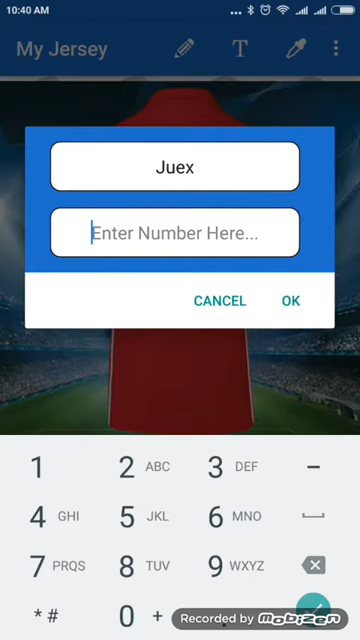 10:40 AM
My Jersey
T
Juex
Enter Number Here...
CANCEL
OK
1
2 ABC
3 DEF
–
4 GHI
5 JKL
6 MNO
7 PRQS
8 TUV
9 WXYZ
* #
0 +
Recorded by mobizen